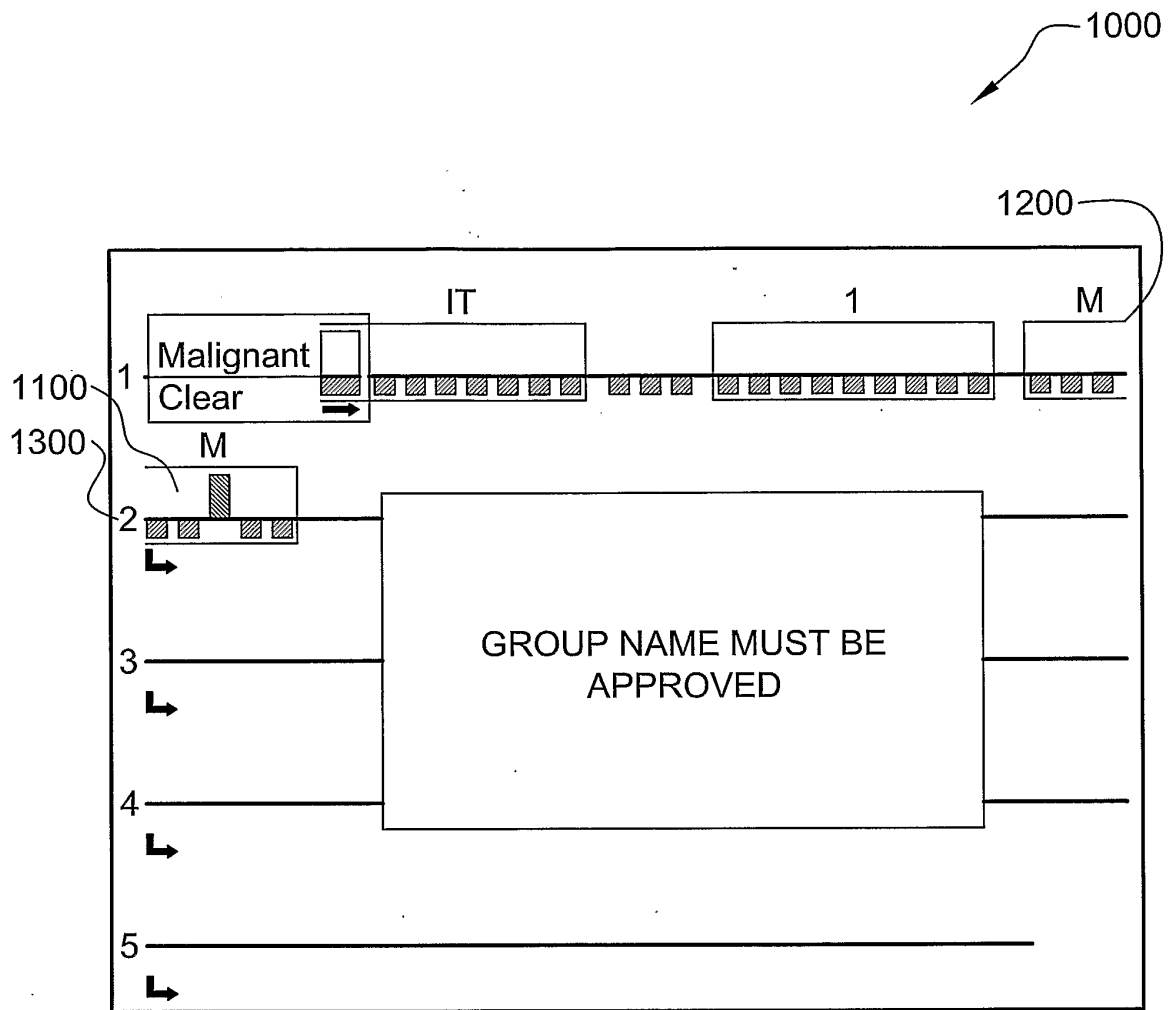 1000
1200
IT
1
M
Malignant
1
Clear
1100
1300
M
2
GROUP NAME MUST BE
APPROVED
3
4
5